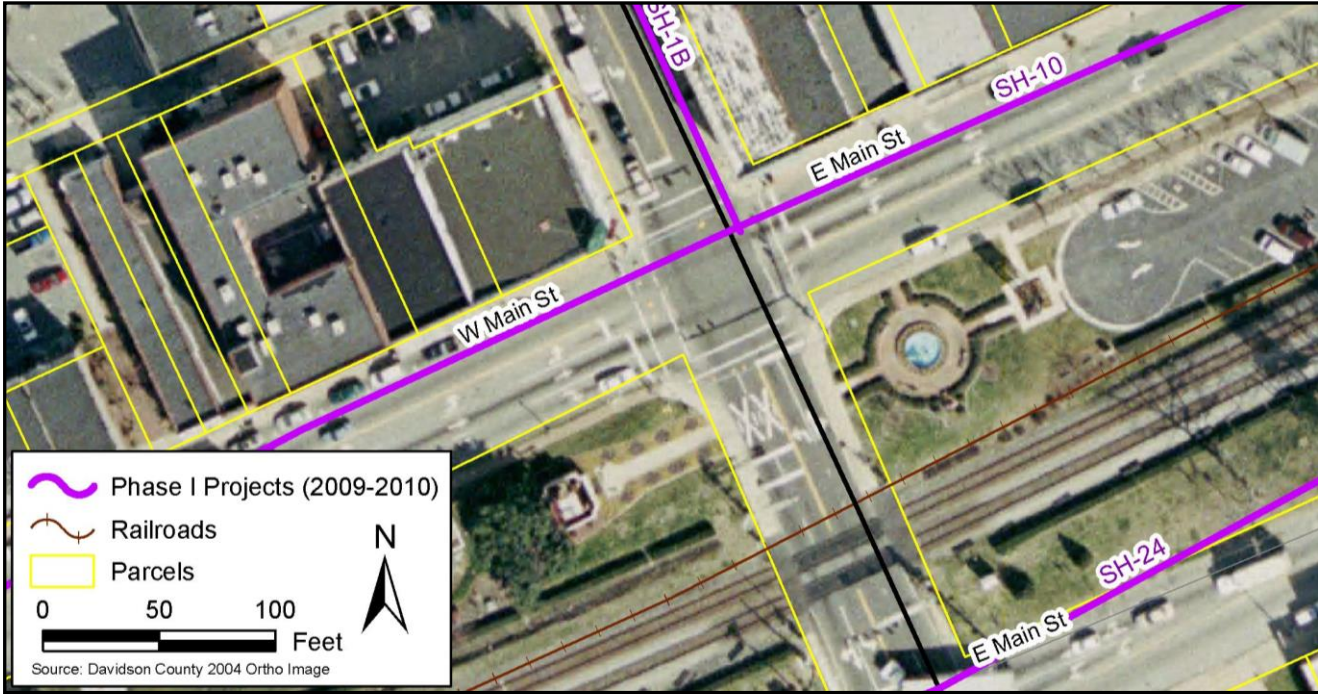 SH-1B
SH-10
E Main St
W Main St
SH-24
E Main St
Phase I Projects (2009-2010)
Railroads
Parcels
N
0 50 100
Feet
Source: Davidson County 2004 Ortho Image